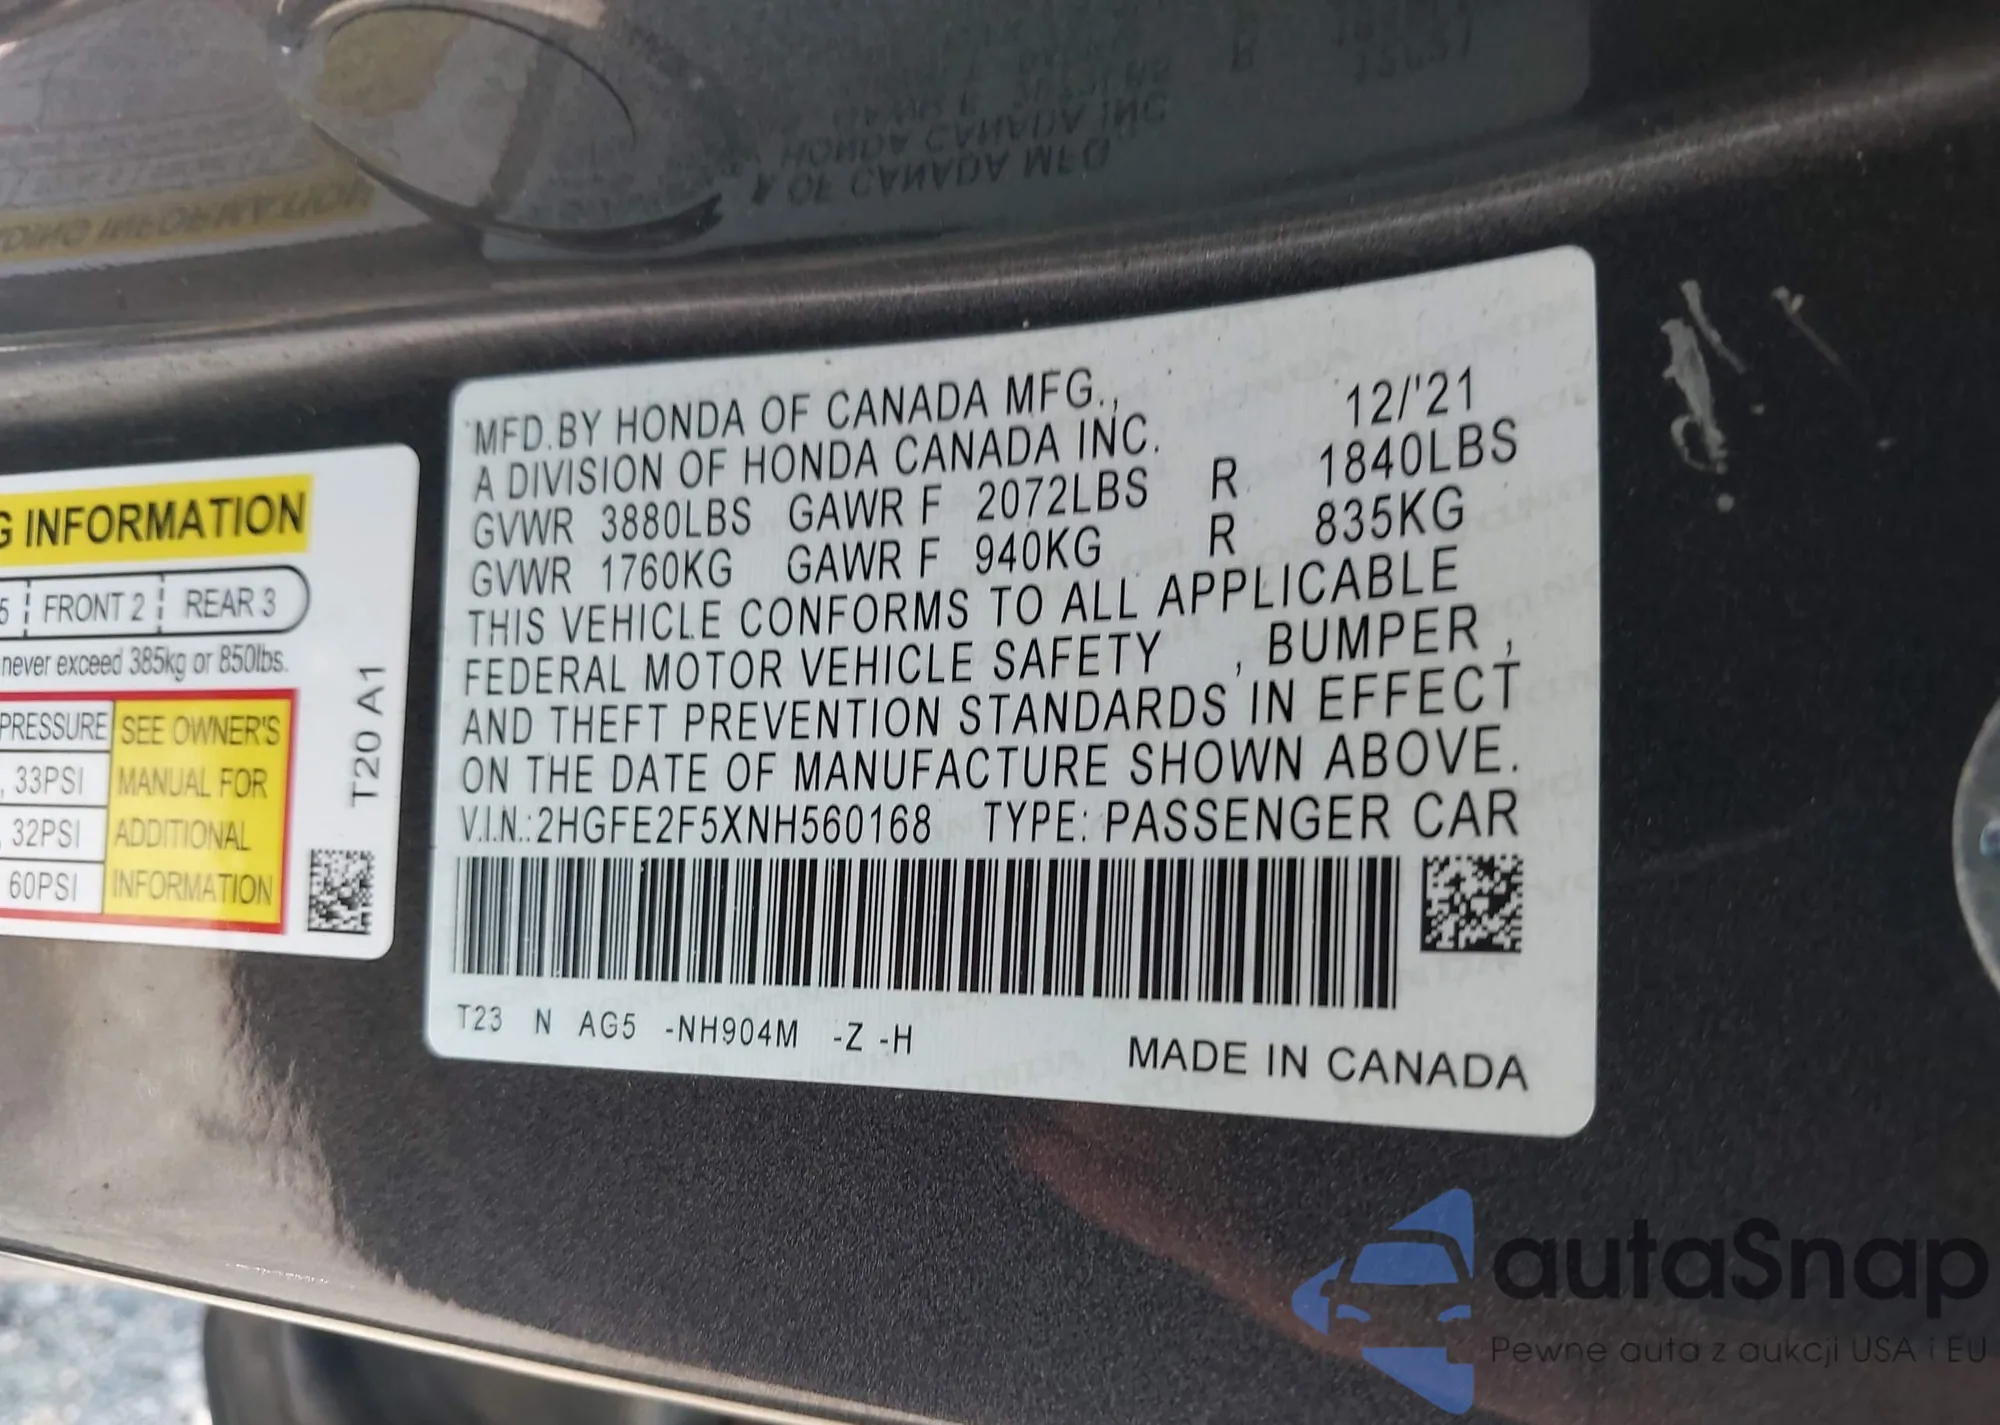 MFD.BY HONDA OF CANADA MFG.,
12/'21
A DIVISION OF HONDA CANADA INC.
GVWR 3880LBS GAWR F 2072LBS R 1840LBS
GVWR 1760KG GAWR F 940KG R 835KG
THIS VEHICLE CONFORMS TO ALL APPLICABLE
FEDERAL MOTOR VEHICLE SAFETY , BUMPER ,
AND THEFT PREVENTION STANDARDS IN EFFECT
ON THE DATE OF MANUFACTURE SHOWN ABOVE.
V.I.N.:2HGFE2F5XNH560168 TYPE: PASSENGER CAR
T23 N AG5 -NH904M -Z -H
MADE IN CANADA
G INFORMATION
5 FRONT 2 REAR 3
never exceed 385kg or 850lbs.
PRESSURE
, 33PSI
, 32PSI
60PSI
SEE OWNER'S
MANUAL FOR
ADDITIONAL
INFORMATION
T20 A1
autaSnap
Pewne auta z aukcji USA i EU